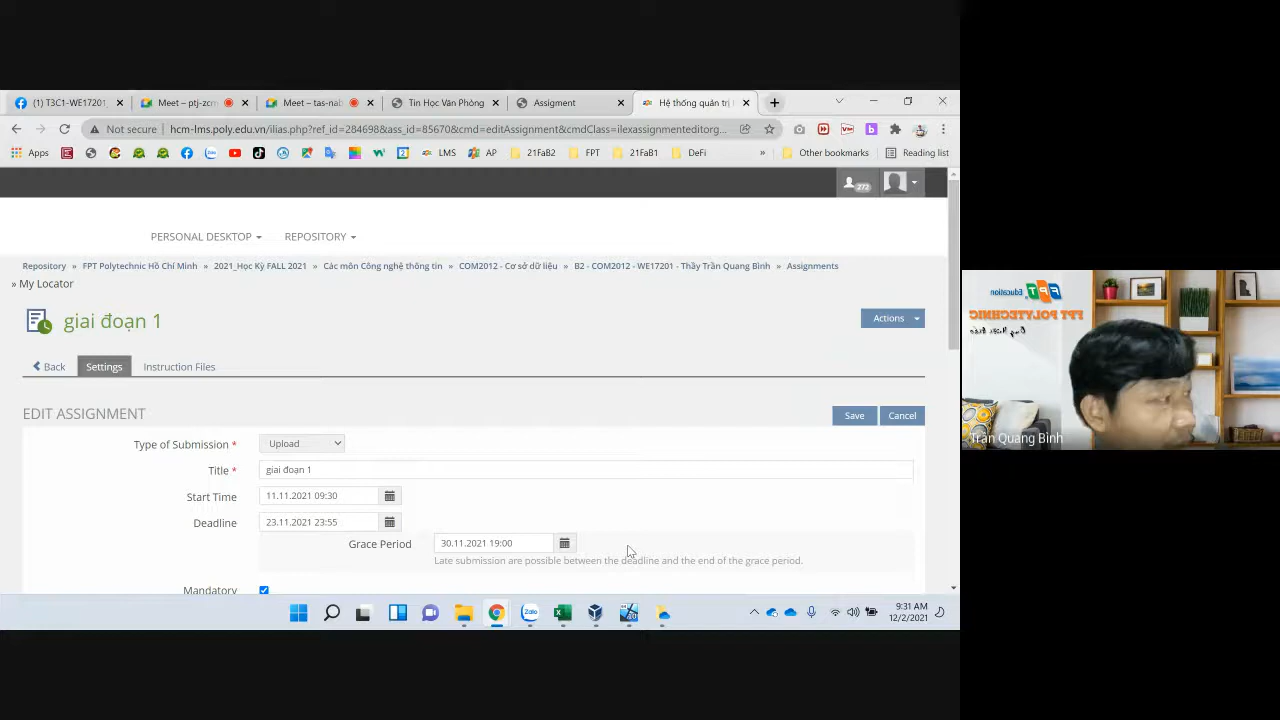 (1) T3C1-WE17201
Meet – ptj-zcm
Meet – tas-nab
Tin Học Văn Phòng
Assigment
Hệ thống quản trị
Not secure
hcm-lms.poly.edu.vn/ilias.php?ref_id=284698&ass_id=85670&cmd=editAssignment&cmdClass=ilexassignmenteditorg...
Apps
LMS
AP
21FaB2
FPT
21FaB1
DeFi
»
Other bookmarks
Reading list
272
PERSONAL DESKTOP
REPOSITORY
Repository » FPT Polytechnic Hồ Chí Minh » 2021_Học Kỳ FALL 2021 » Các môn Công nghệ thông tin » COM2012 - Cơ sở dữ liệu » B2 - COM2012 - WE17201 - Thầy Trần Quang Bình » Assignments
» My Locator
giai đoạn 1
Actions
Back
Settings
Instruction Files
EDIT ASSIGNMENT
Save
Cancel
Type of Submission *
Upload
Title *
giai đoạn 1
Start Time
11.11.2021 09:30
Deadline
23.11.2021 23:55
Grace Period
30.11.2021 19:00
Late submission are possible between the deadline and the end of the grace period.
Mandatory
Zalo
9:31 AM
12/2/2021
FPT Education
FPT POLYTECHNIC
Trần Quang Bình